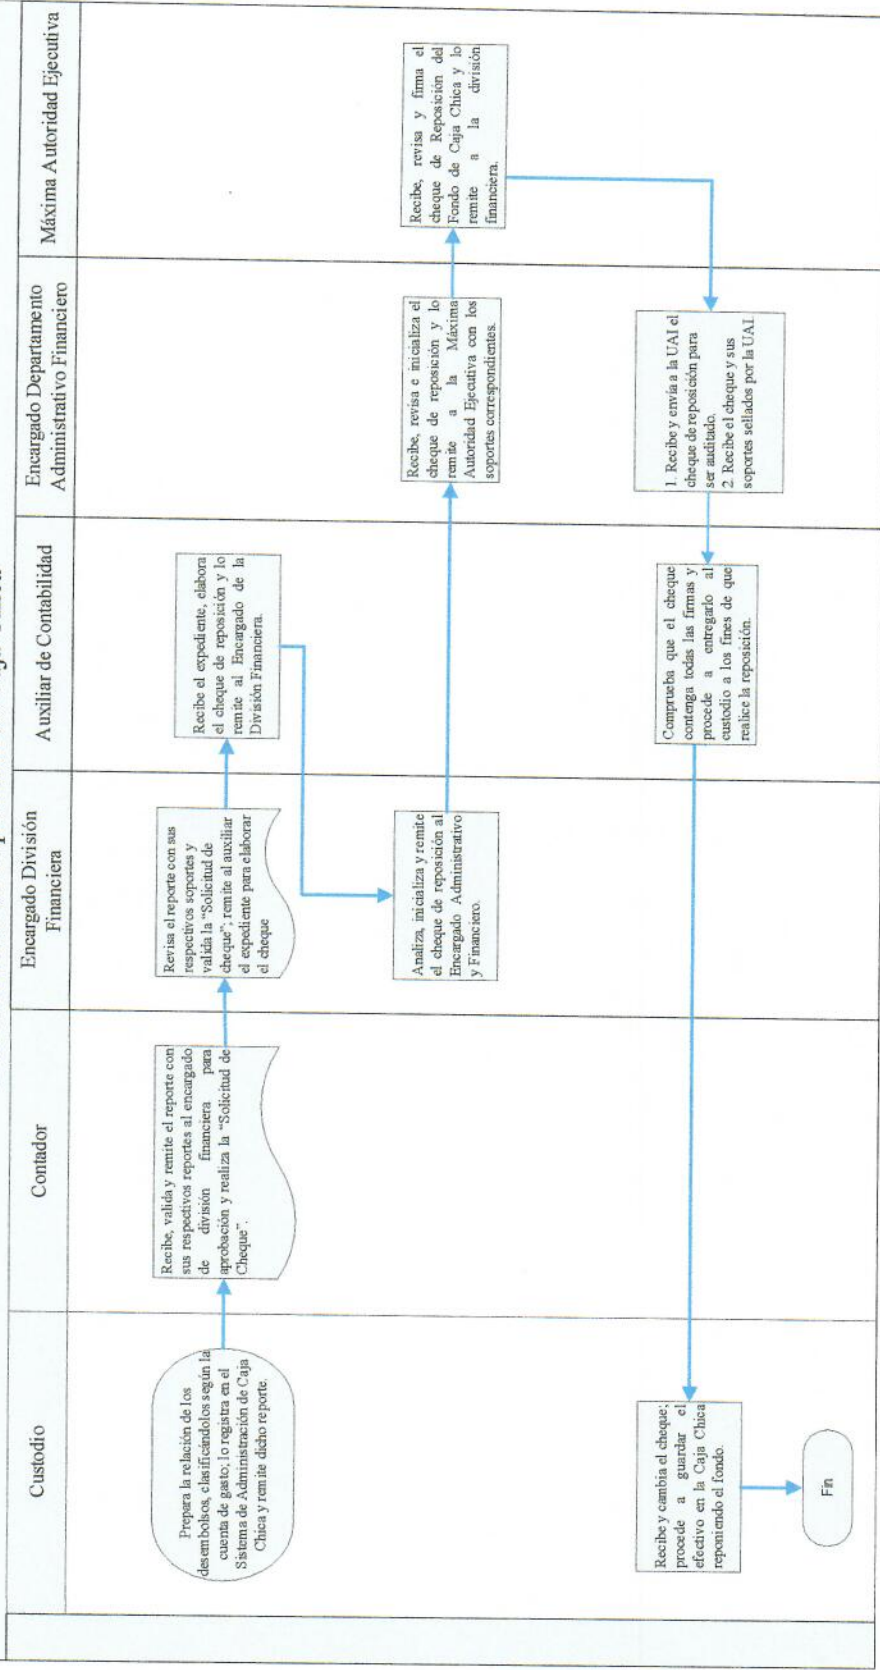 Custodio
Contador
Encargado División
Financiera
Auxiliar de Contabilidad
Encargado Departamento
Administrativo Financiero
Máxima Autoridad Ejecutiva
Prepara la relación de los
desembolsos, clasificándolos según la
cuenta de gasto; lo registra en el
Sistema de Administración de Caja
Chica y remite dicho reporte.
Recibe, valida y remite el reporte con
sus respectivos reportes al encargado
de división financiera para
aprobación y realiza la “Solicitud de
Cheque”.
Revisa el reporte con sus
respectivos soportes y
valida la “Solicitud de
cheque”; remite al auxiliar
el expediente para elaborar
el cheque
Recibe el expediente, elabora
el cheque de reposición y lo
remite al Encargado de la
División Financiera.
Analiza, inicializa y remite
el cheque de reposición al
Encargado Administrativo
y Financiero.
Recibe, revisa e inicializa el
cheque de reposición y lo
remite a la Máxima
Autoridad Ejecutiva con los
soportes correspondientes.
Recibe, revisa y firma el
cheque de Reposición del
Fondo de Caja Chica y lo
remite a la división
financiera.
1. Recibe y envía a la UAI el
cheque de reposición para
ser auditado.
2. Recibe el cheque y sus
soportes sellados por la UAI.
Comprueba que el cheque
contenga todas las firmas y
procede a entregarlo al
custodio a los fines de que
realice la reposición.
Recibe y cambia el cheque;
procede a guardar el
efectivo en la Caja Chica
reponiendo el fondo.
Fin